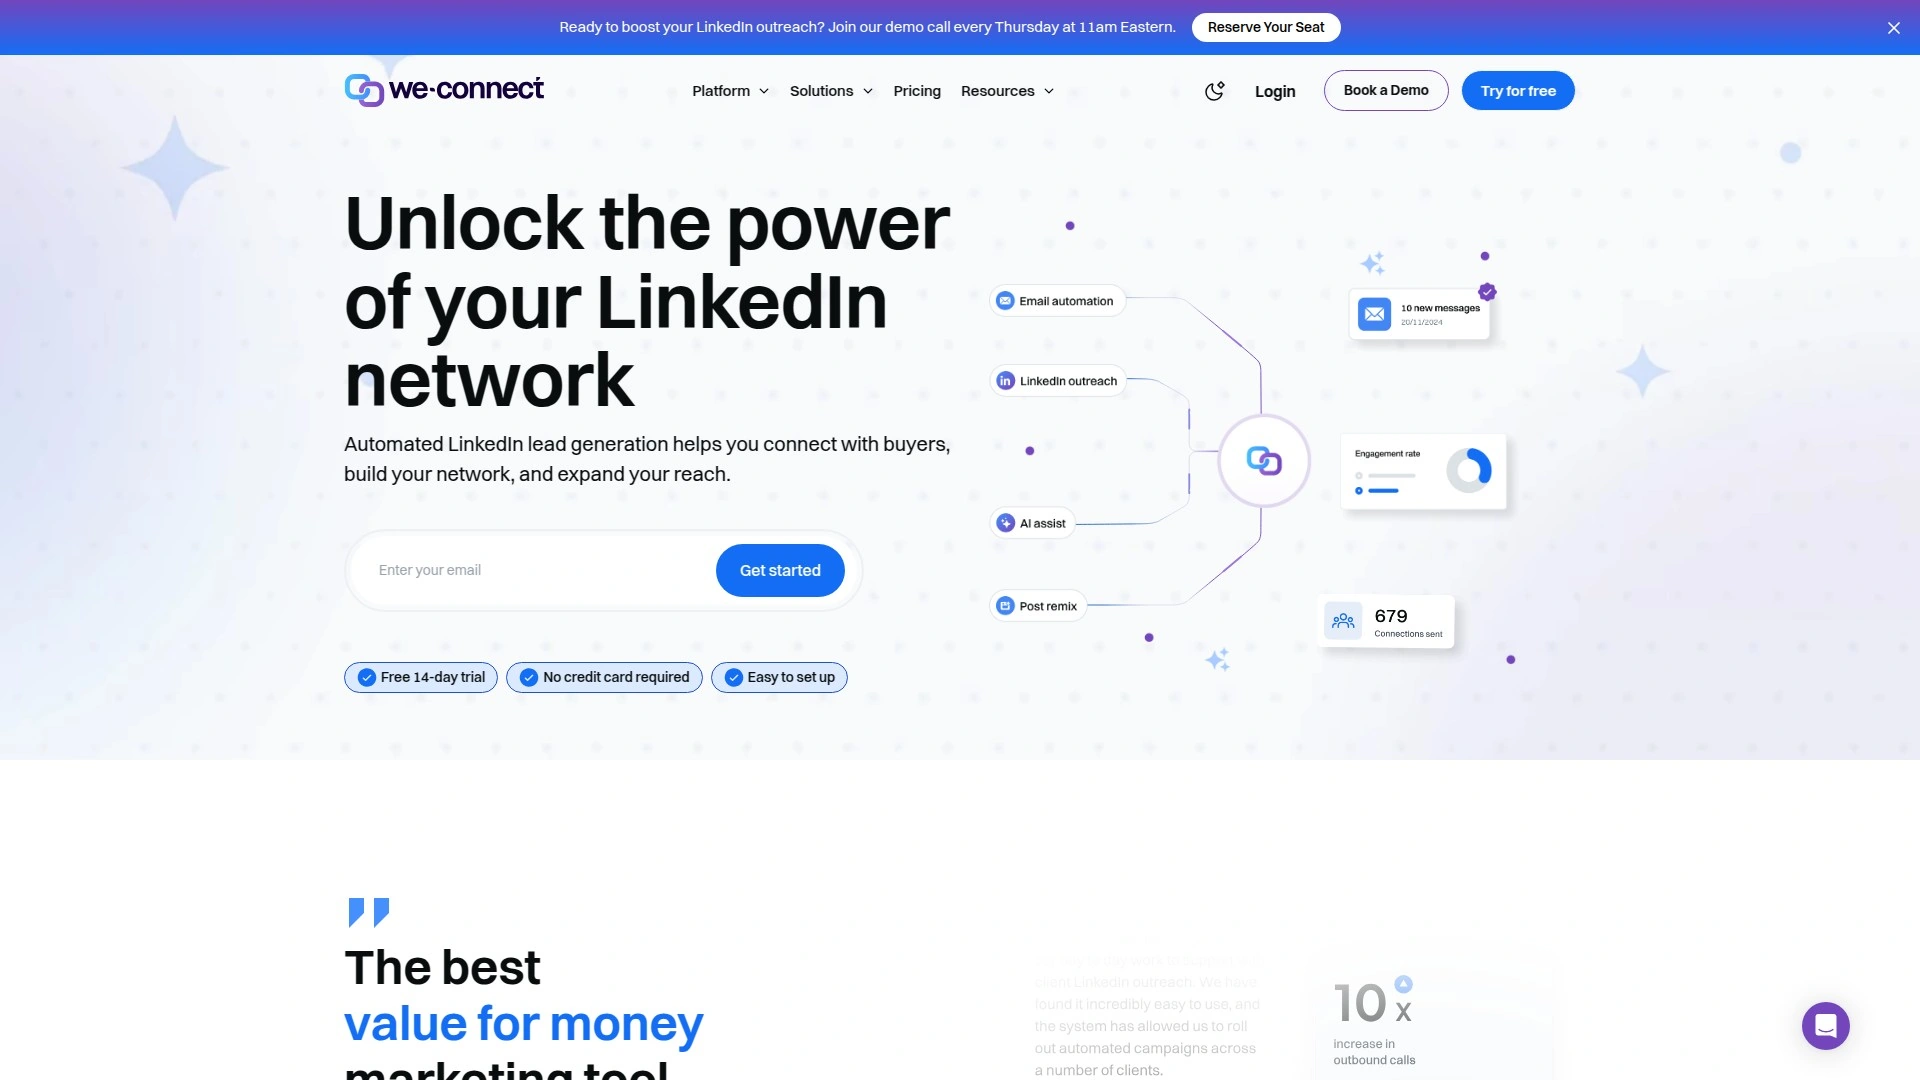 Ready to boost your LinkedIn outreach? Join our demo call every Thursday at 11am Eastern. Reserve Your Seat
we·connect
Platform Solutions Pricing Resources Login Book a Demo Try for free
Unlock the power
of your LinkedIn
network
Automated LinkedIn lead generation helps you connect with buyers,
build your network, and expand your reach.
Enter your email Get started
Free 14-day trial No credit card required Easy to set up
Email automation
LinkedIn outreach
AI assist
Post remix
10 new messages
20/11/2024
Engagement rate
679
Connections sent
The best
value for money
marketing tool
client Linkedin outreach. We have
found it incredibly easy to use, and
the system has allowed us to roll
out automated campaigns across
a number of clients.
10 x
increase in
outbound calls